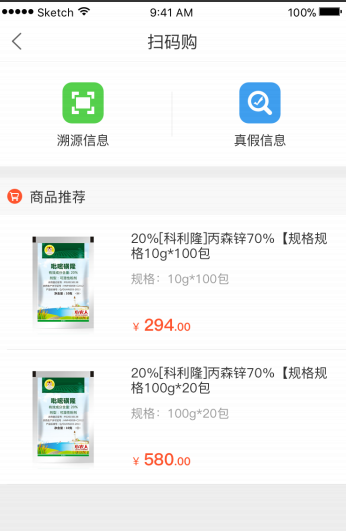 ●●●●● Sketch 9:41 AM 100%
扫码购
溯源信息 真假信息
商品推荐
20%[科利隆]丙森锌70%【规格规
格10g*100包
规格：10g*100包
¥ 294.00
吡呱磺隆
20%[科利隆]丙森锌70%【规格规
格100g*20包
规格：100g*20包
¥ 580.00